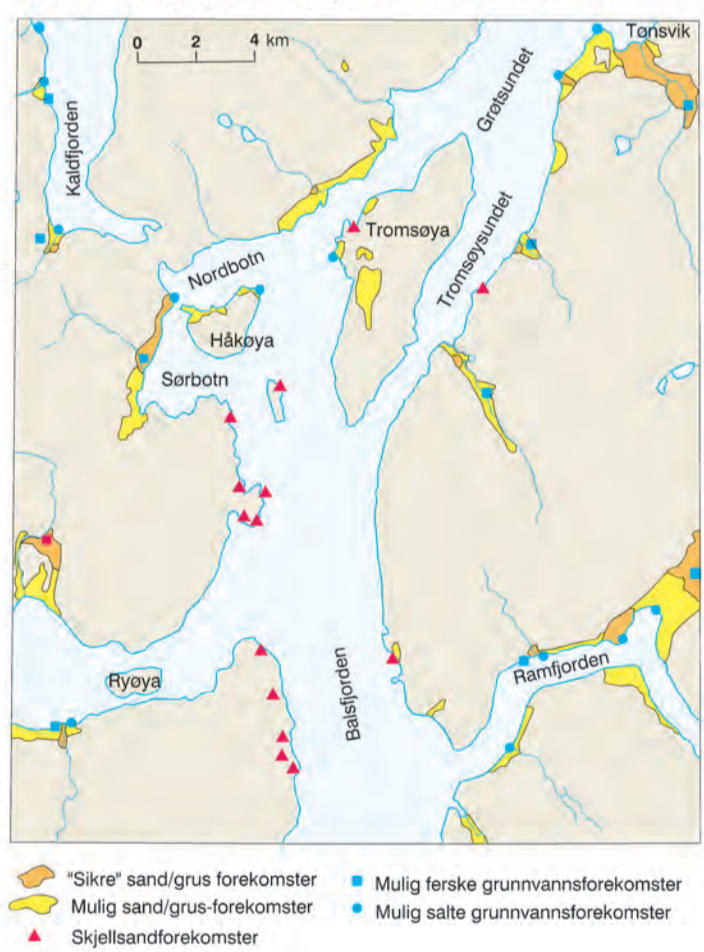 Tønsvik
0 2 4 km
Grøtsundet
Kaldfjorden
Tromsøya
Tromsøysundet
Nordbotn
Håkøya
Sørbotn
Ramfjorden
Ryøya
Balsfjorden
"Sikre" sand/grus forekomster
Mulig sand/grus-forekomster
Skjellsandforekomster
Mulig ferske grunnvannsforekomster
Mulig salte grunnvannsforekomster